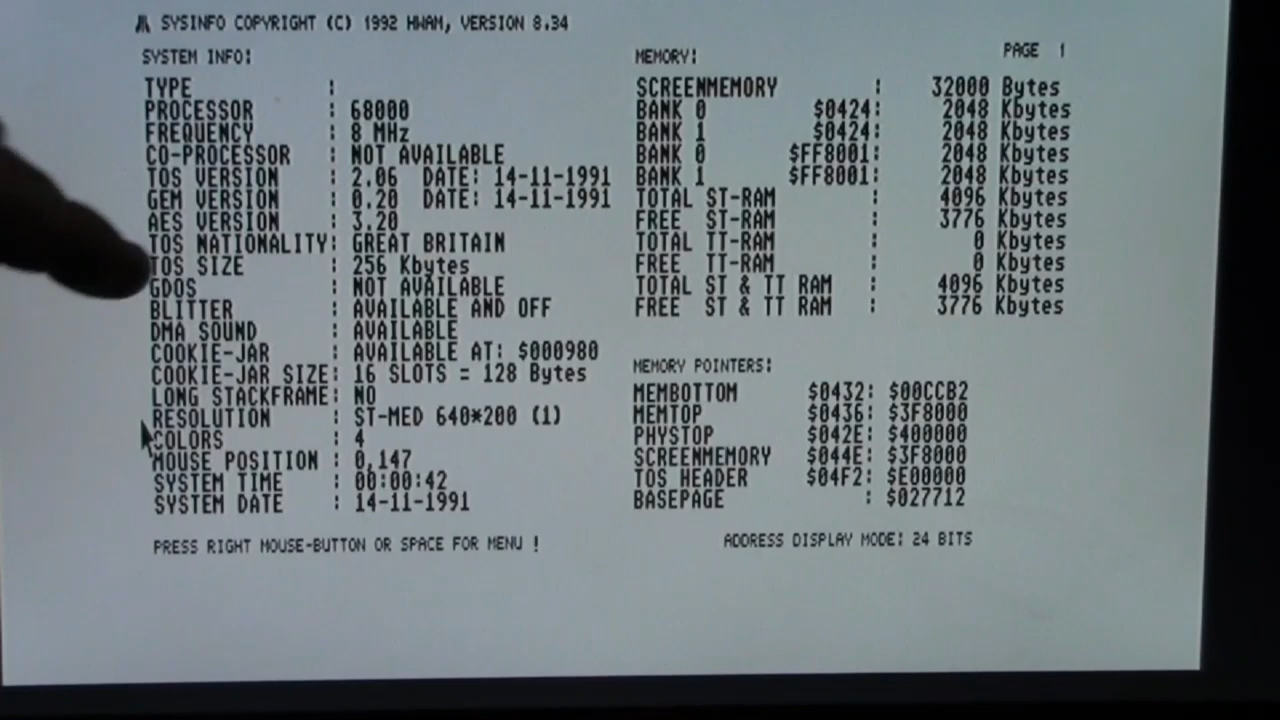 SYSINFO COPYRIGHT (C) 1992 HWAM, VERSION 8.34
PAGE 1
SYSTEM INFO:
TYPE :
PROCESSOR : 68000
FREQUENCY : 8 MHz
CO-PROCESSOR : NOT AVAILABLE
TOS VERSION : 2.06 DATE: 14-11-1991
GEM VERSION : 0.20 DATE: 14-11-1991
AES VERSION : 3.20
TOS NATIONALITY: GREAT BRITAIN
TOS SIZE : 256 Kbytes
GDOS : NOT AVAILABLE
BLITTER : AVAILABLE AND OFF
DMA SOUND : AVAILABLE
COOKIE-JAR : AVAILABLE AT: $000980
COOKIE-JAR SIZE: 16 SLOTS = 128 Bytes
LONG STACKFRAME: NO
RESOLUTION : ST-MED 640*200 (1)
COLORS : 4
MOUSE POSITION : 0,147
SYSTEM TIME : 00:00:42
SYSTEM DATE : 14-11-1991
MEMORY:
SCREENMEMORY : 32000 Bytes
BANK 0 $0424: 2048 Kbytes
BANK 1 $0424: 2048 Kbytes
BANK 0 $FF8001: 2048 Kbytes
BANK 1 $FF8001: 2048 Kbytes
TOTAL ST-RAM : 4096 Kbytes
FREE ST-RAM : 3776 Kbytes
TOTAL TT-RAM : 0 Kbytes
FREE TT-RAM : 0 Kbytes
TOTAL ST & TT RAM : 4096 Kbytes
FREE ST & TT RAM : 3776 Kbytes
MEMORY POINTERS:
MEMBOTTOM $0432: $00CCB2
MEMTOP $0436: $3F8000
PHYSTOP $042E: $400000
SCREENMEMORY $044E: $3F8000
TOS HEADER $04F2: $E00000
BASEPAGE : $027712
PRESS RIGHT MOUSE-BUTTON OR SPACE FOR MENU !
ADDRESS DISPLAY MODE: 24 BITS